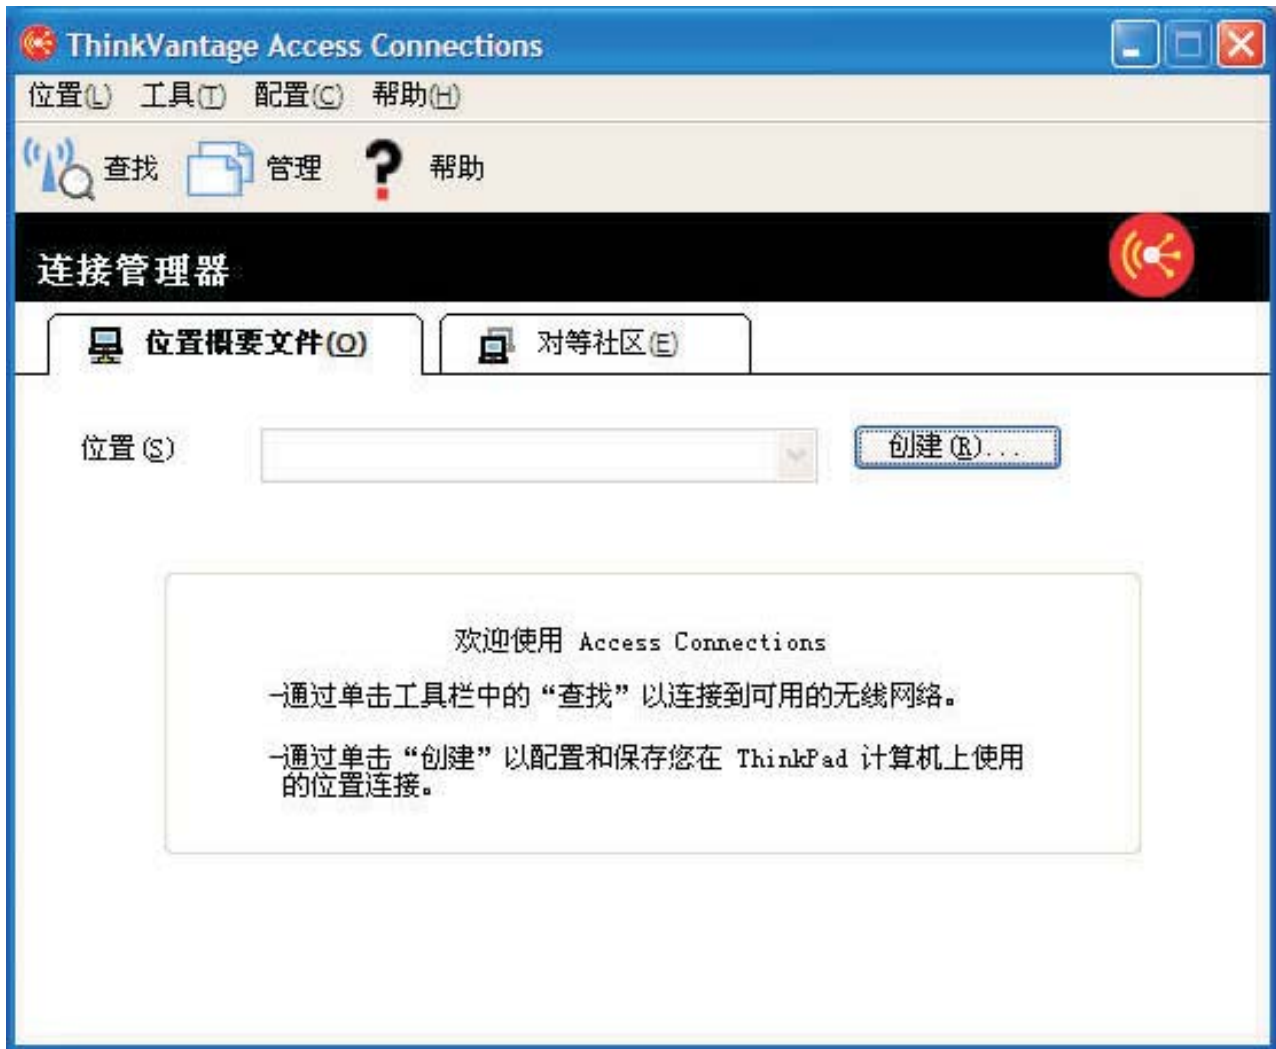 ThinkVantage Access Connections
位置(L) 工具(T) 配置(C) 帮助(H)
查找 管理 ? 帮助
连接管理器
位置概要文件(O) 对等社区(E)
位置(S) 创建(R)...
欢迎使用 Access Connections
-通过单击工具栏中的“查找”以连接到可用的无线网络。
-通过单击“创建”以配置和保存您在 ThinkPad 计算机上使用
的位置连接。